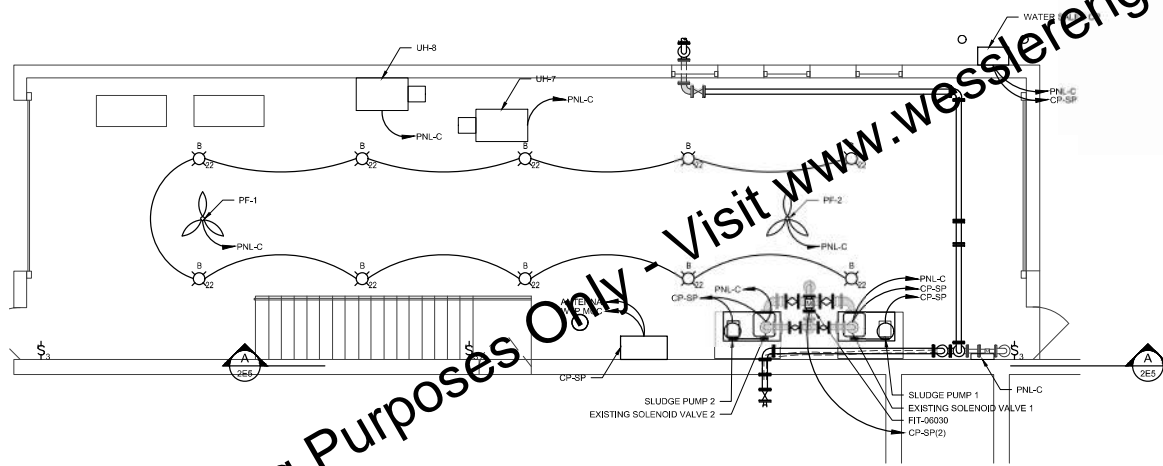 WATER
UH-8
UH-7
PNL-C
PNL-C
PNL-C
CP-SP
B
22
B
22
B
22
B
22
B
22
PF-1
PNL-C
PF-2
PNL-C
B
22
B
22
B
22
B
22
B
22
PNL-C
CP-SP
CP-SP
PNL-C
CP-SP
ANTENNA
CP-SP
$3
$3
A
2E6
A
2E5
PNL-C
SLUDGE PUMP 2
EXISTING SOLENOID VALVE 2
SLUDGE PUMP 1
EXISTING SOLENOID VALVE 1
FIT-06030
CP-SP(2)
Purposes Only - Visit www.wesslereng